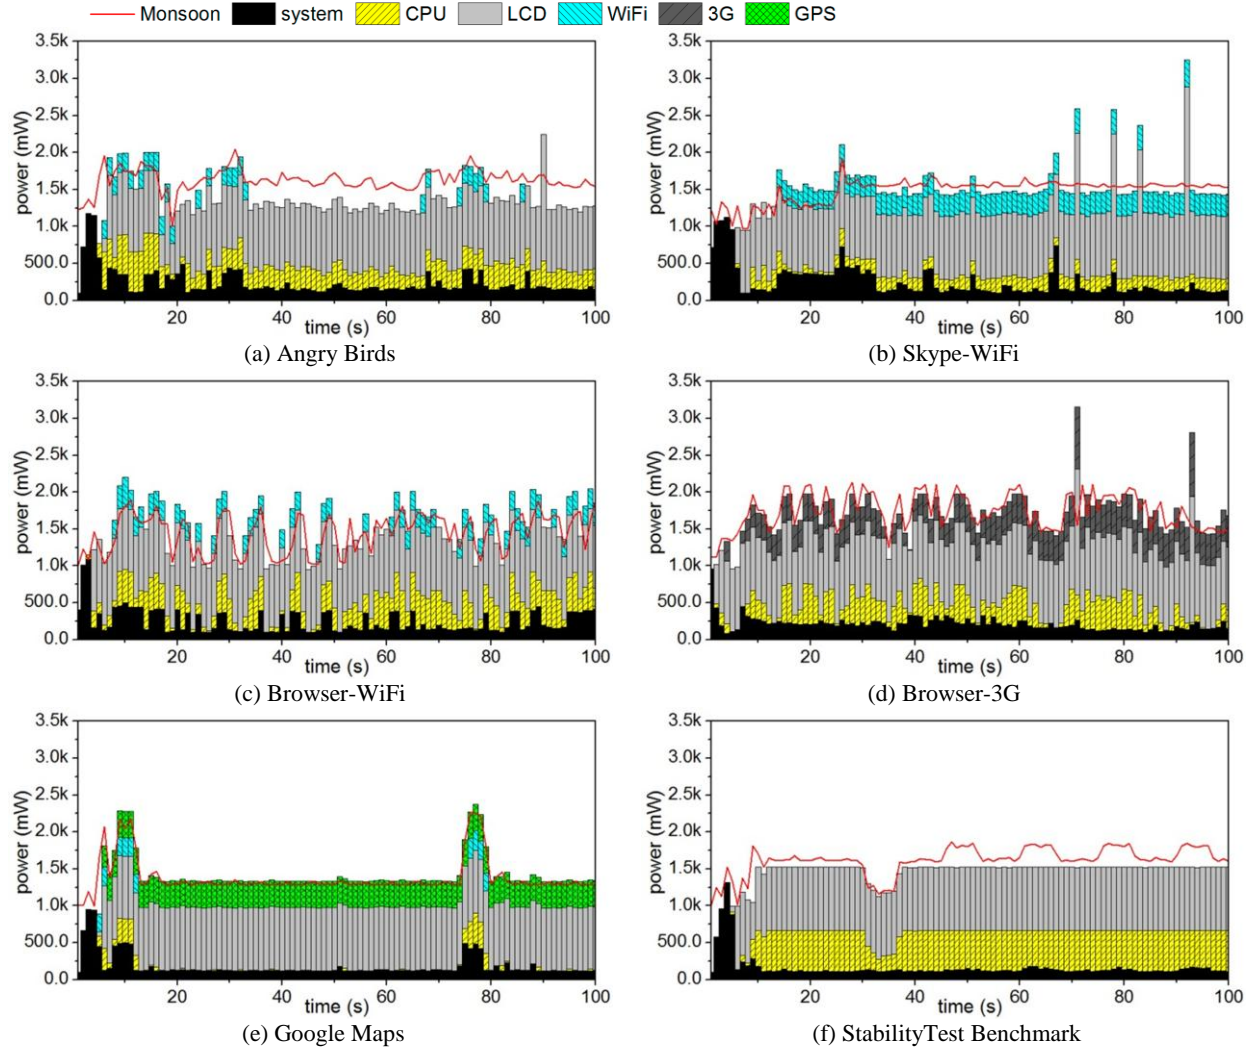 Monsoon system CPU LCD WiFi 3G GPS
3.5k
3.0k
2.5k
2.0k
1.5k
1.0k
500.0
0.0
power (mW)
20 40 60 80 100
time (s)
(a) Angry Birds
3.5k
3.0k
2.5k
2.0k
1.5k
1.0k
500.0
0.0
power (mW)
20 40 60 80 100
time (s)
(b) Skype-WiFi
3.5k
3.0k
2.5k
2.0k
1.5k
1.0k
500.0
0.0
power (mW)
20 40 60 80 100
time (s)
(c) Browser-WiFi
3.5k
3.0k
2.5k
2.0k
1.5k
1.0k
500.0
0.0
power (mW)
20 40 60 80 100
time (s)
(d) Browser-3G
3.5k
3.0k
2.5k
2.0k
1.5k
1.0k
500.0
0.0
power (mW)
20 40 60 80 100
time (s)
(e) Google Maps
3.5k
3.0k
2.5k
2.0k
1.5k
1.0k
500.0
0.0
power (mW)
20 40 60 80 100
time (s)
(f) StabilityTest Benchmark